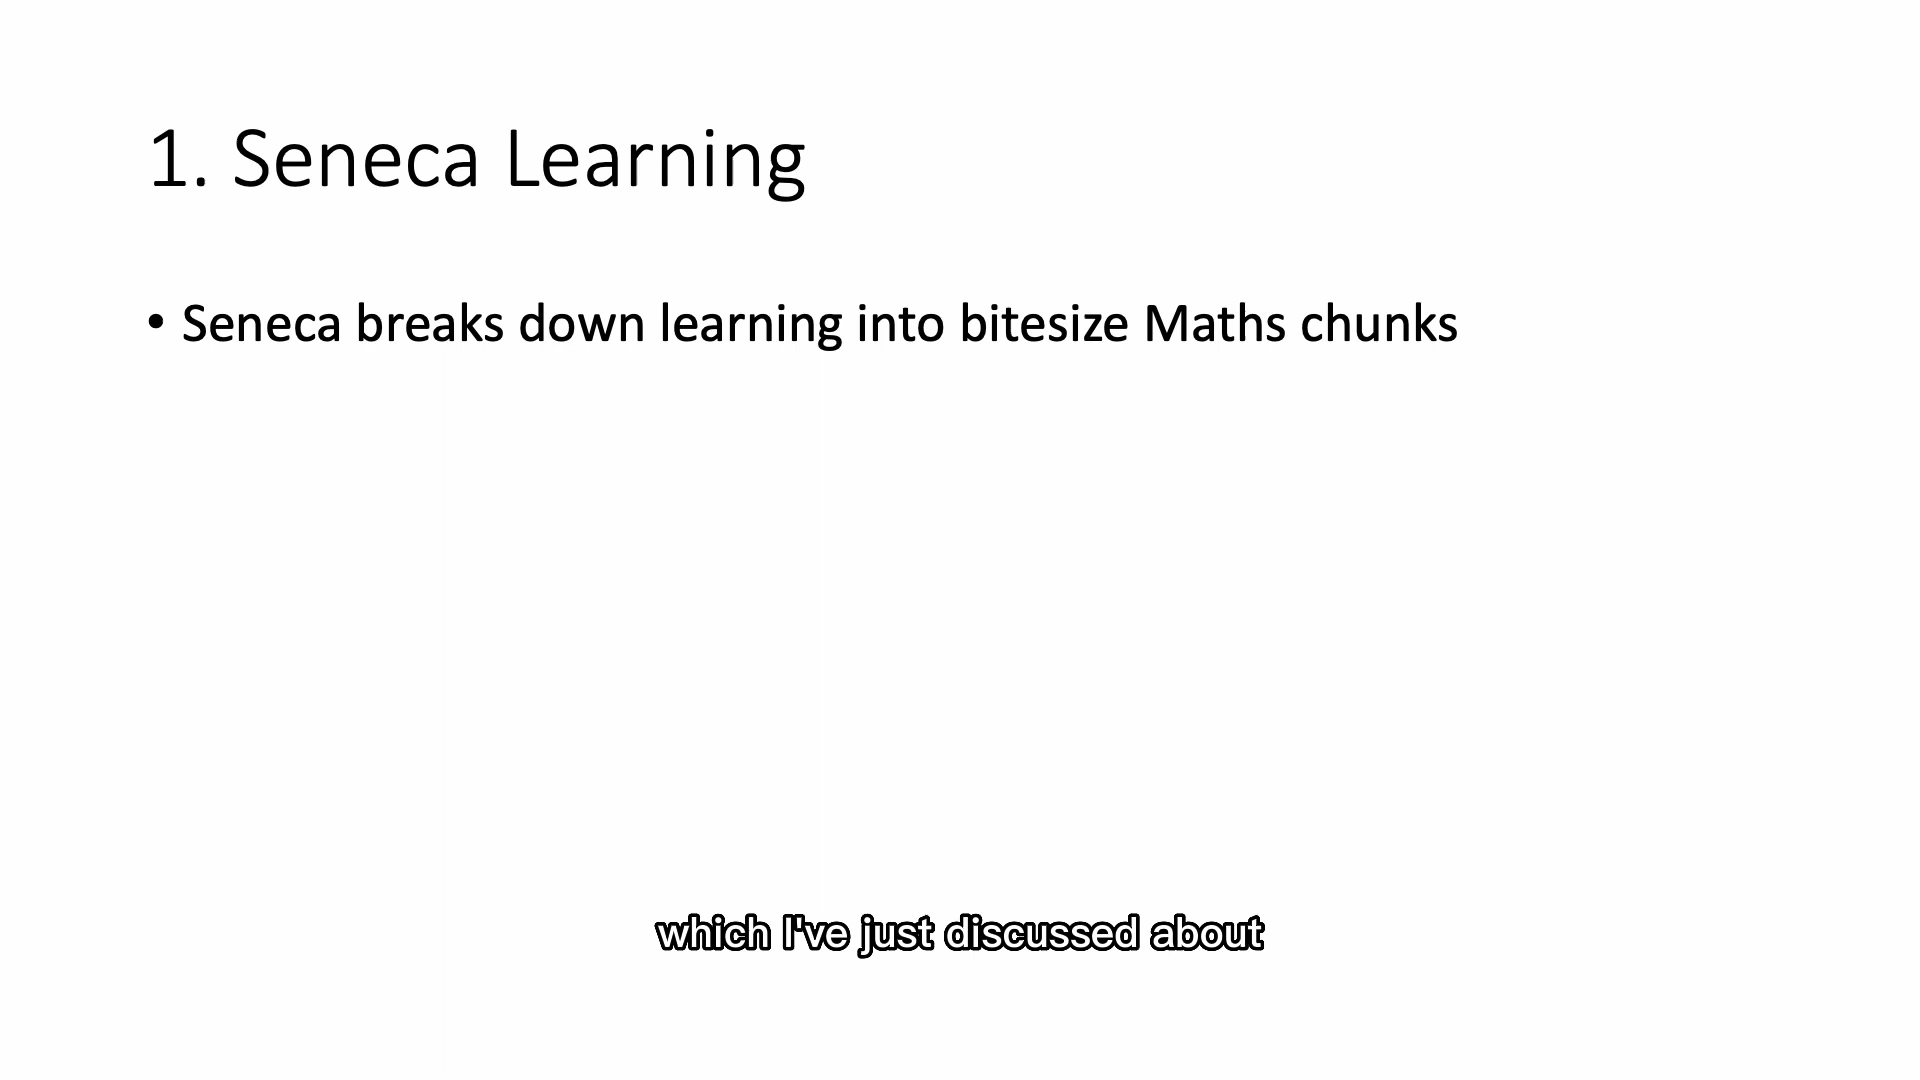 1. Seneca Learning
• Seneca breaks down learning into bitesize Maths chunks
which I've just discussed about